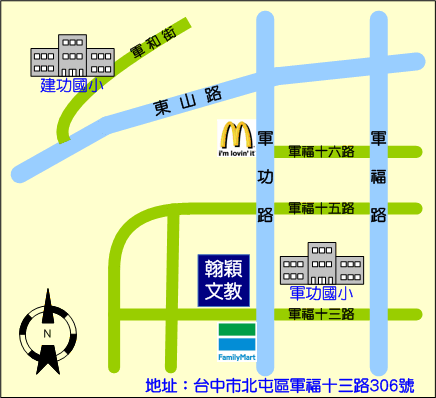 軍和街
建功國小
東山路
i'm lovin' it
軍功路
軍福路
軍福十六路
軍福十五路
翰穎
文教
軍功國小
軍福十三路
N
FamilyMart
地址：台中市北屯區軍福十三路306號